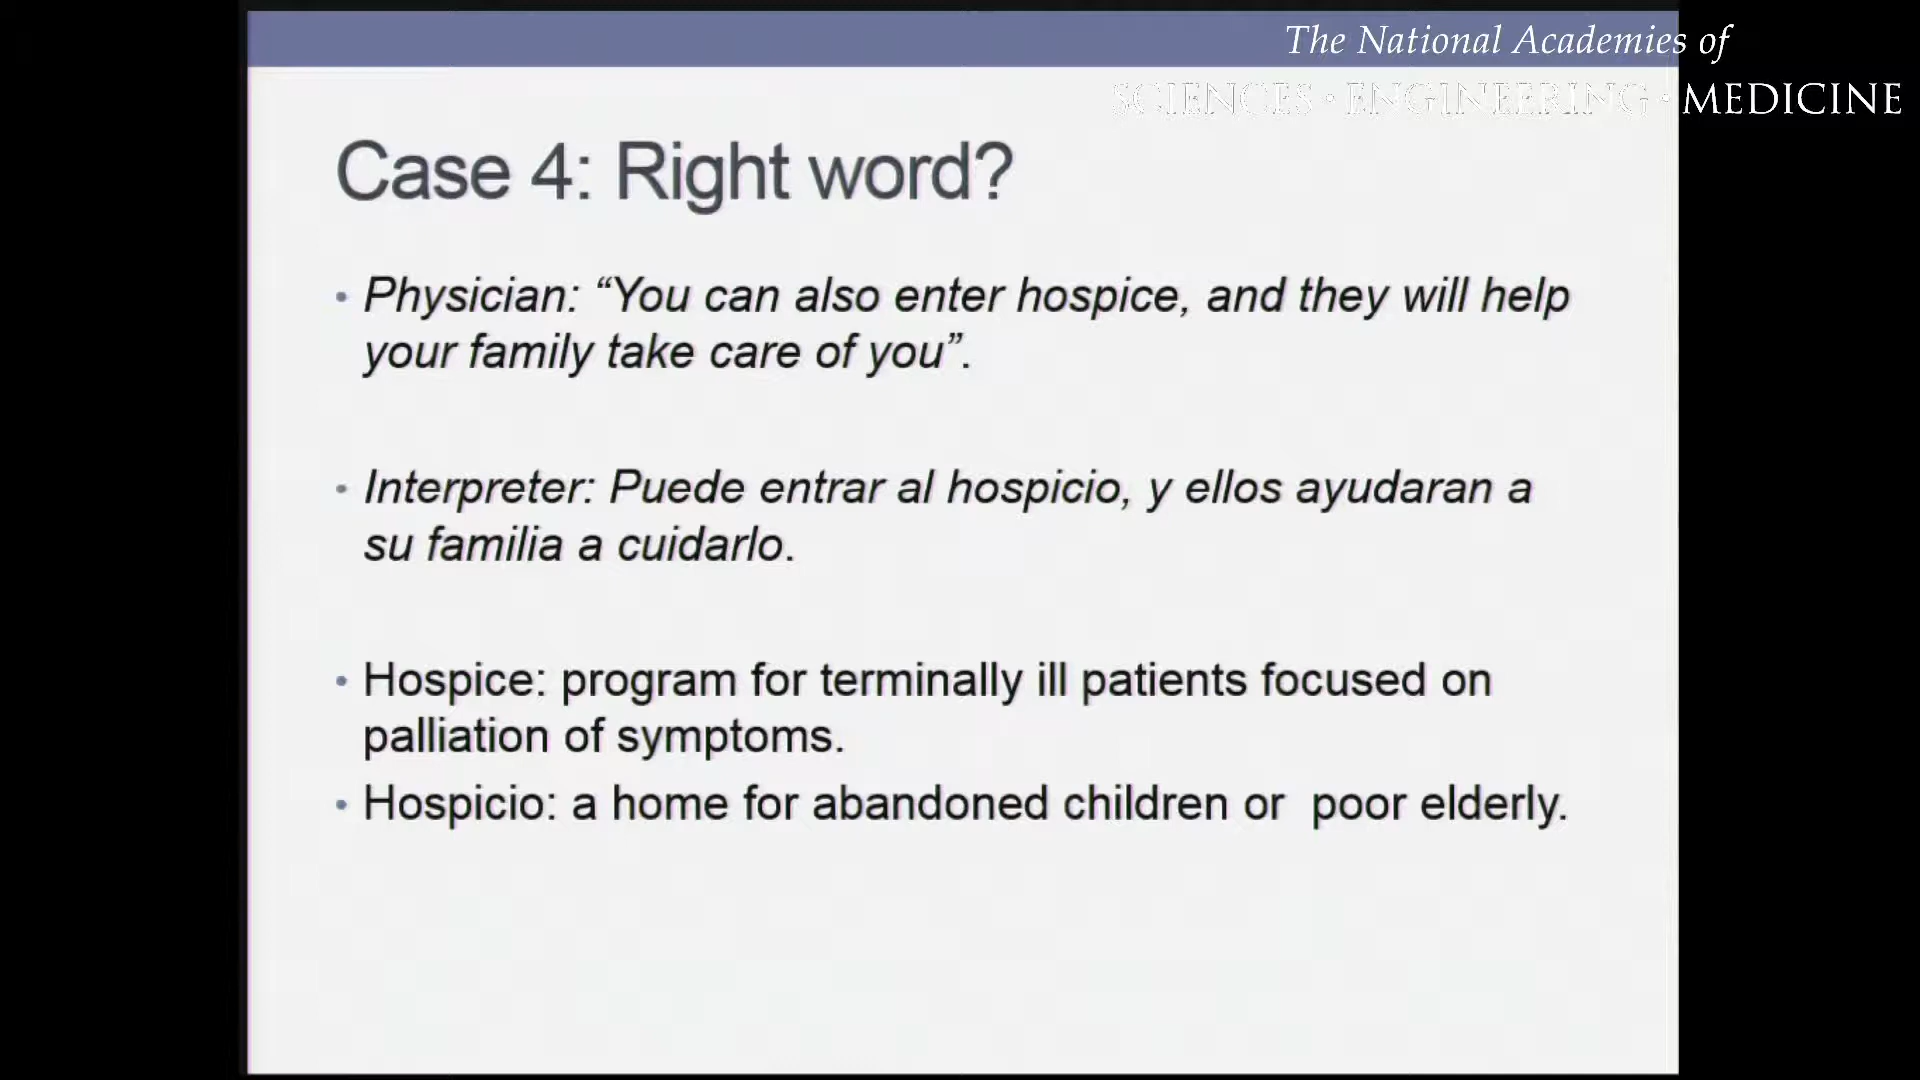 The National Academies of
SCIENCES · ENGINEERING · MEDICINE
Case 4: Right word?
• Physician: “You can also enter hospice, and they will help
your family take care of you”.
• Interpreter: Puede entrar al hospicio, y ellos ayudaran a
su familia a cuidarlo.
• Hospice: program for terminally ill patients focused on
palliation of symptoms.
• Hospicio: a home for abandoned children or  poor elderly.